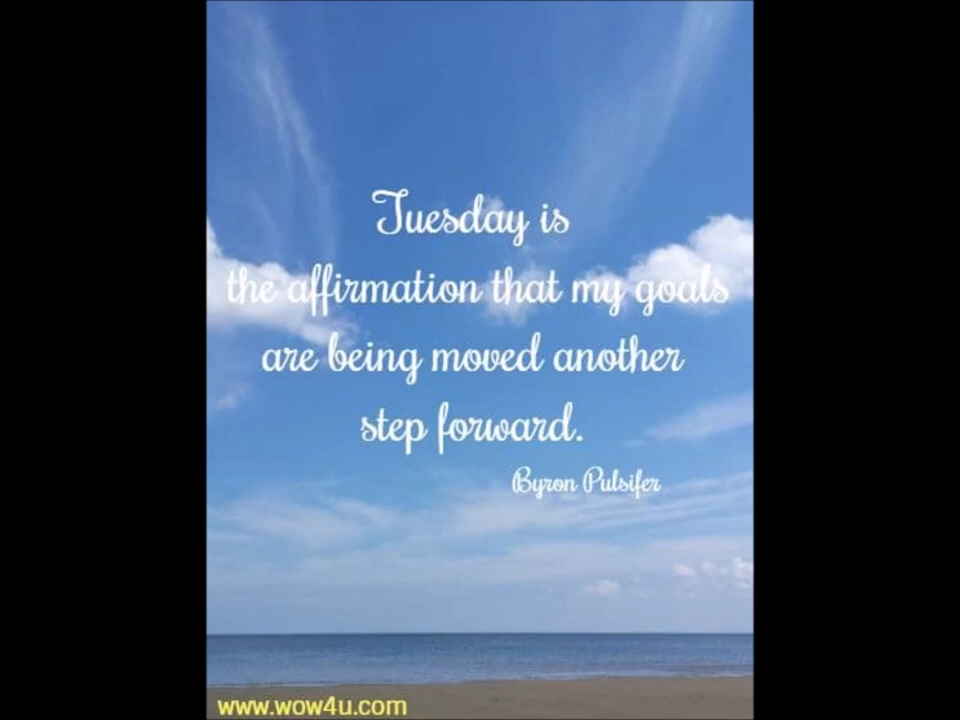 Tuesday is
the affirmation that my goals
are being moved another
step forward.
Byron Pulsifer
www.wow4u.com